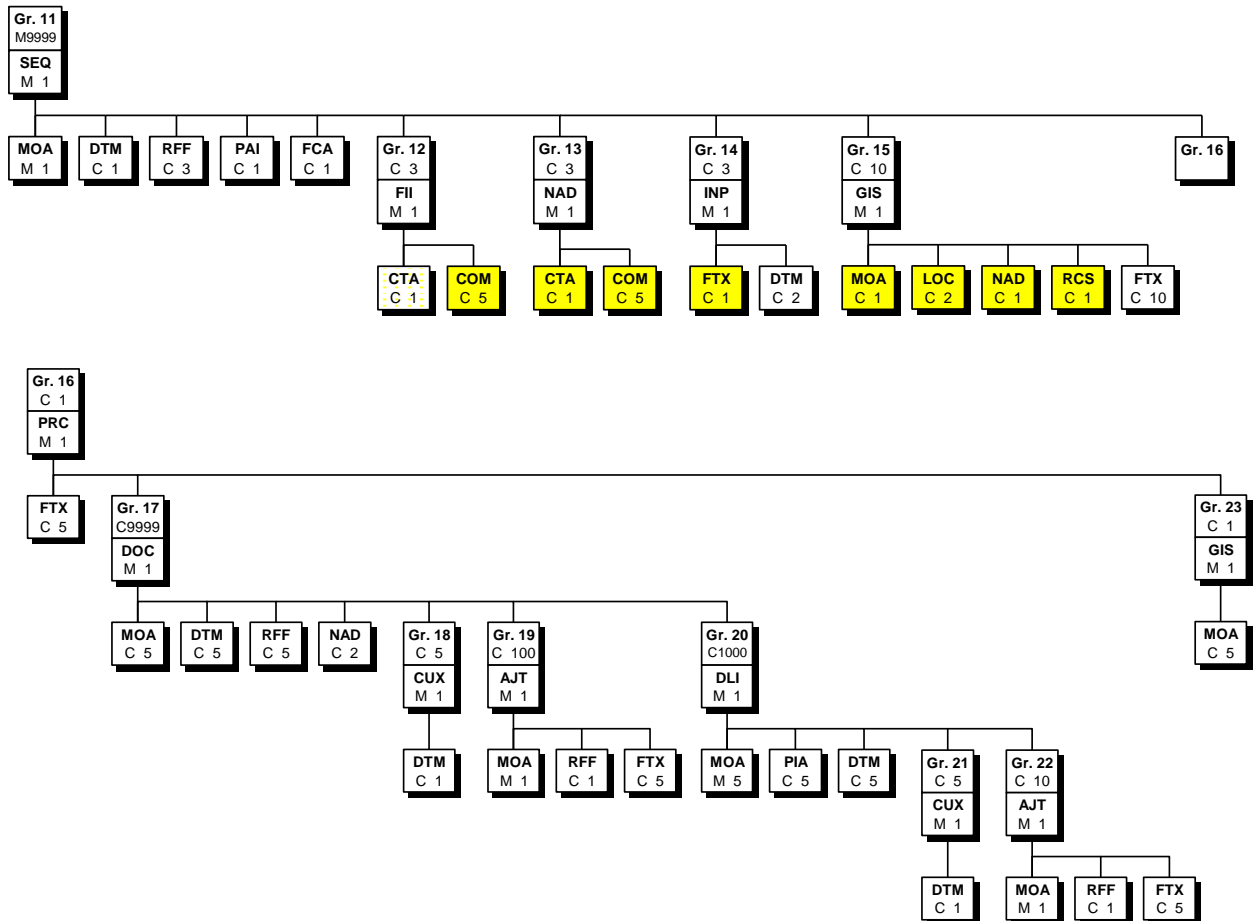 Gr. 11
M9999
SEQ
M 1
MOA
M 1
DTM
C 1
RFF
C 3
PAI
C 1
FCA
C 1
Gr. 12
C 3
FII
M 1
Gr. 13
C 3
NAD
M 1
Gr. 14
C 3
INP
M 1
Gr. 15
C 10
GIS
M 1
Gr. 16
CTA
C 1
COM
C 5
CTA
C 1
COM
C 5
FTX
C 1
DTM
C 2
MOA
C 1
LOC
C 2
NAD
C 1
RCS
C 1
FTX
C 10
Gr. 16
C 1
PRC
M 1
FTX
C 5
Gr. 17
C9999
DOC
M 1
Gr. 23
C 1
GIS
M 1
MOA
C 5
MOA
C 5
DTM
C 5
RFF
C 5
NAD
C 2
Gr. 18
C 5
CUX
M 1
Gr. 19
C 100
AJT
M 1
Gr. 20
C1000
DLI
M 1
DTM
C 1
MOA
M 1
RFF
C 1
FTX
C 5
MOA
M 5
PIA
C 5
DTM
C 5
Gr. 21
C 5
CUX
M 1
Gr. 22
C 10
AJT
M 1
DTM
C 1
MOA
M 1
RFF
C 1
FTX
C 5